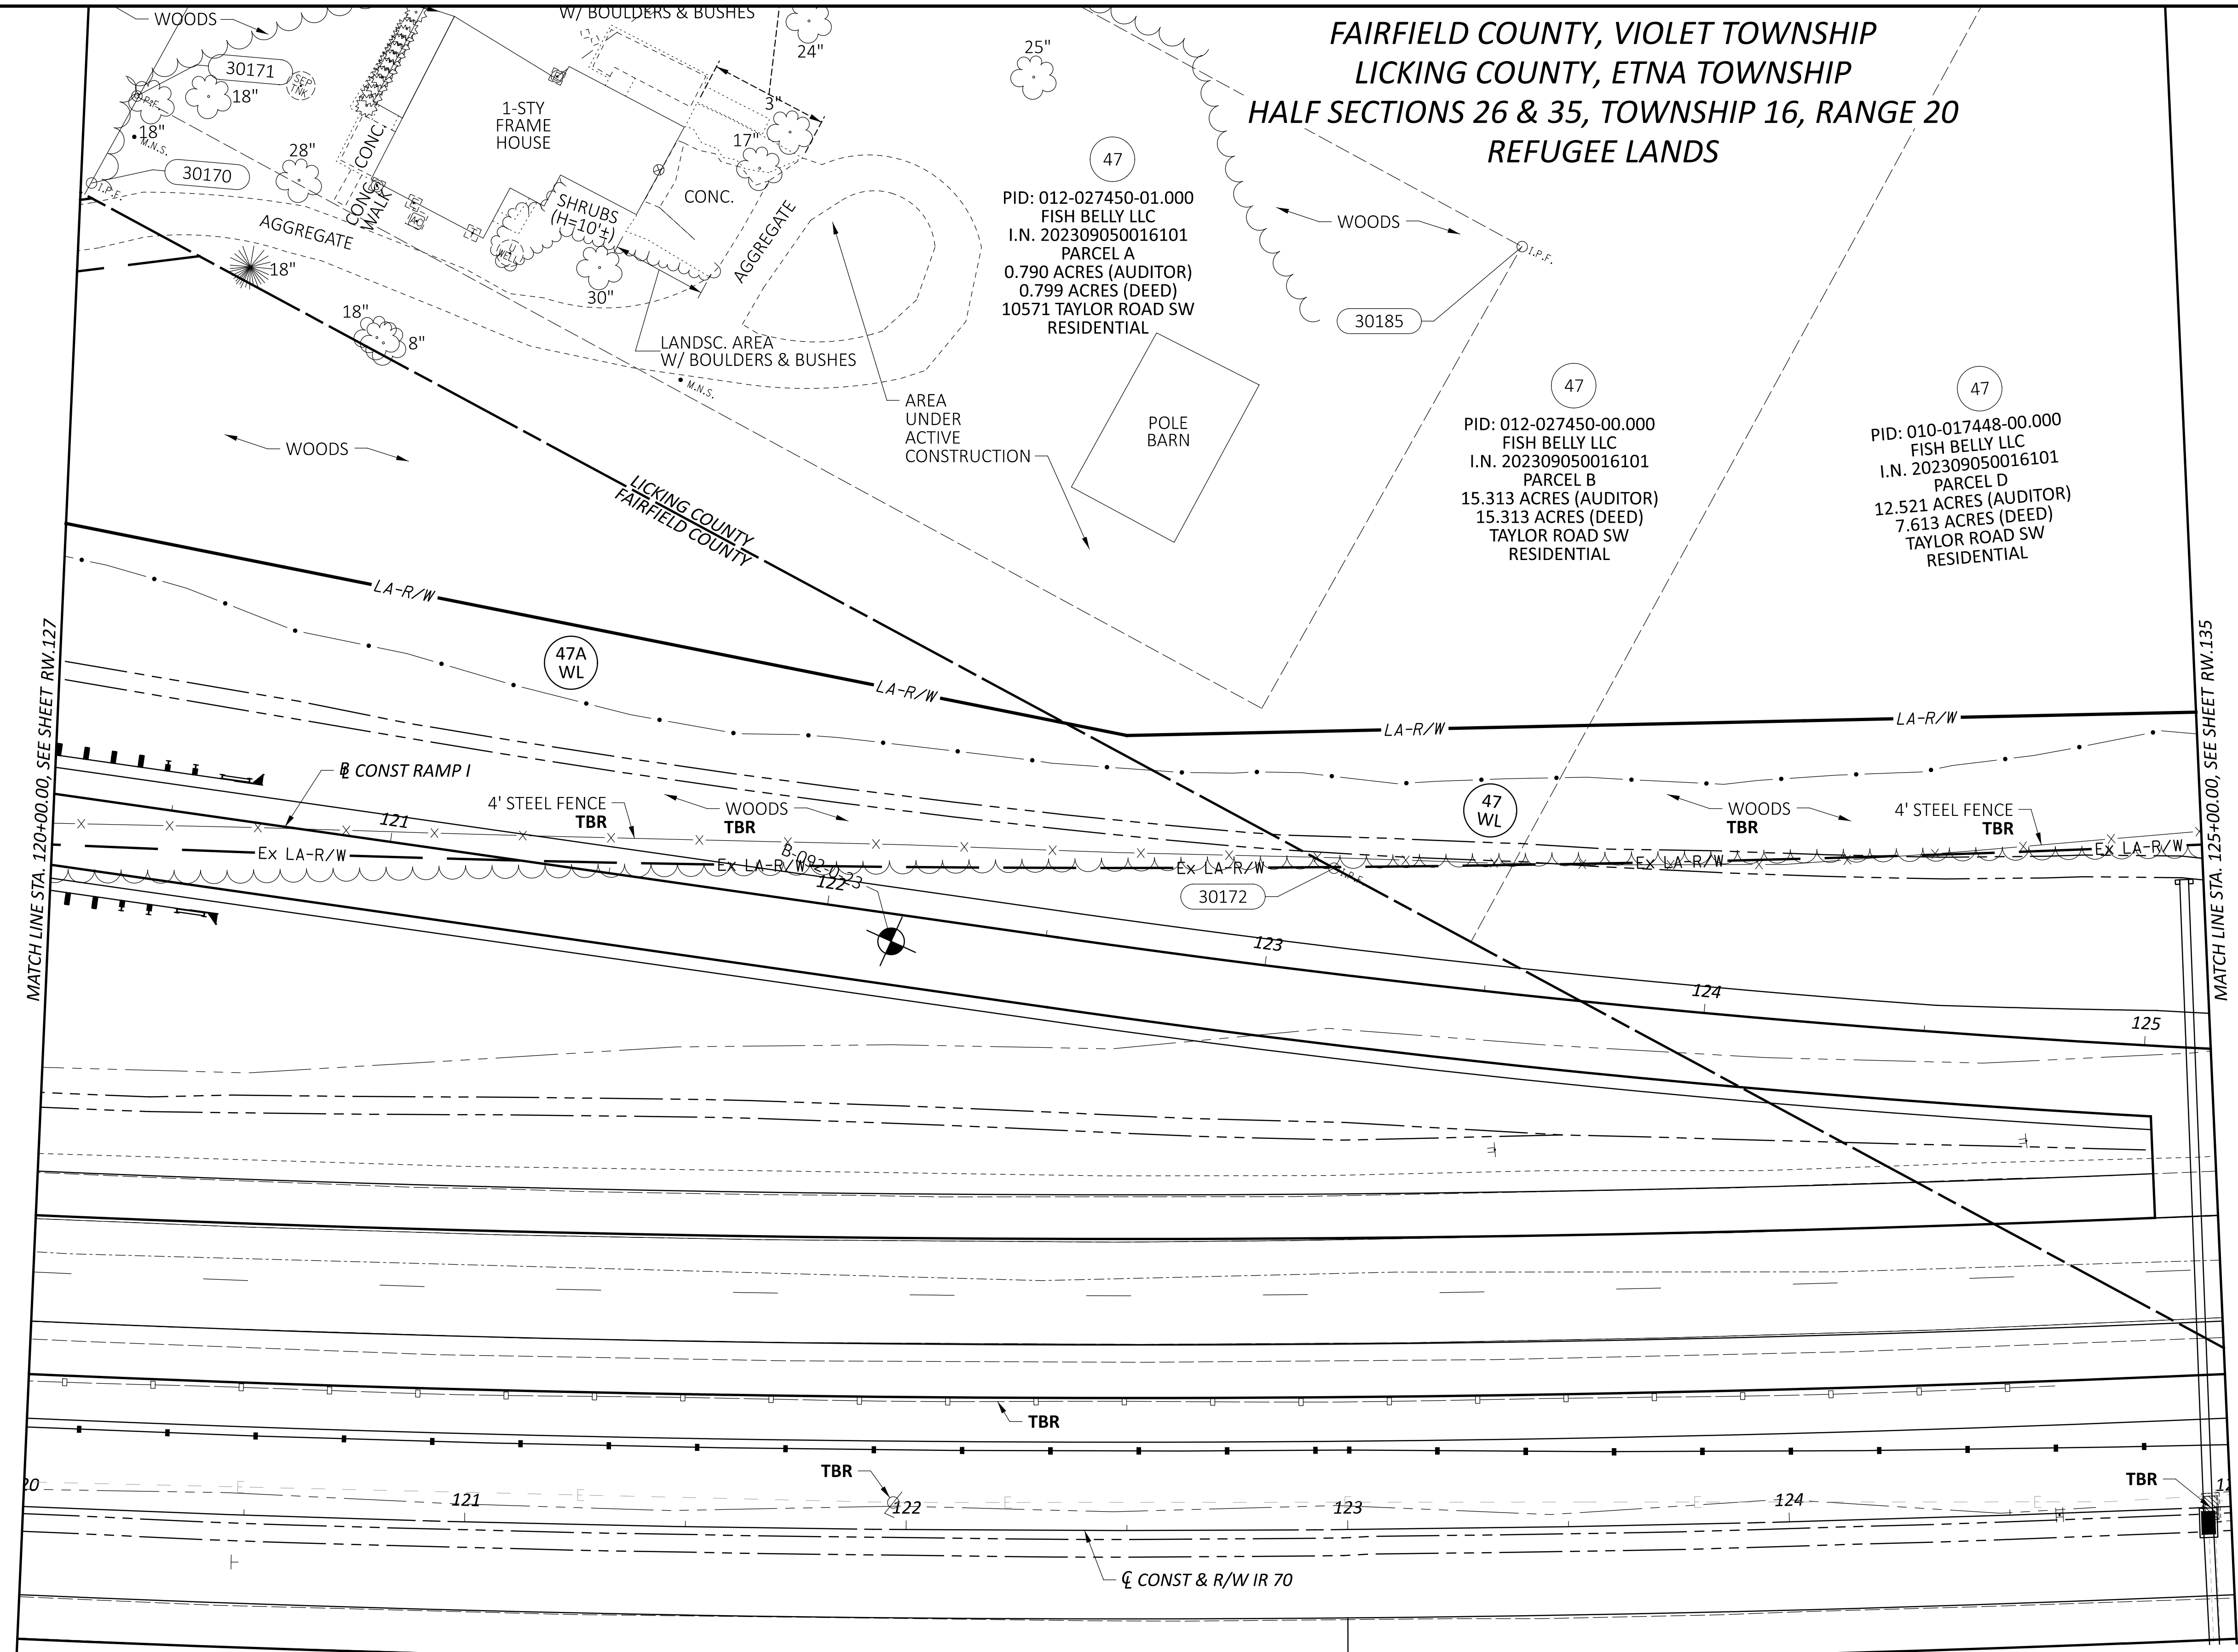 W/ BOULDERS & BUSHES
FAIRFIELD COUNTY, VIOLET TOWNSHIP
LICKING COUNTY, ETNA TOWNSHIP
HALF SECTIONS 26 & 35, TOWNSHIP 16, RANGE 20
REFUGEE LANDS
WOODS
30171
SEP
TNK
18"
I.P.F.
18"
M.N.S.
30170
I.P.F.
28"
CONC.
CONC.
WALK
1-STY
FRAME
HOUSE
24"
25"
3"
17"
CONC.
SHRUBS
(H=10'±)
WELL
30"
AGGREGATE
AGGREGATE
18"
18"
8"
LANDSC. AREA
W/ BOULDERS & BUSHES
M.N.S.
47
PID: 012-027450-01.000
FISH BELLY LLC
I.N. 202309050016101
PARCEL A
0.790 ACRES (AUDITOR)
0.799 ACRES (DEED)
10571 TAYLOR ROAD SW
RESIDENTIAL
WOODS
I.P.F.
30185
AREA
UNDER
ACTIVE
CONSTRUCTION
POLE
BARN
47
PID: 012-027450-00.000
FISH BELLY LLC
I.N. 202309050016101
PARCEL B
15.313 ACRES (AUDITOR)
15.313 ACRES (DEED)
TAYLOR ROAD SW
RESIDENTIAL
47
PID: 010-017448-00.000
FISH BELLY LLC
I.N. 202309050016101
PARCEL D
12.521 ACRES (AUDITOR)
7.613 ACRES (DEED)
TAYLOR ROAD SW
RESIDENTIAL
WOODS
LICKING COUNTY
FAIRFIELD COUNTY
LA-R/W
LA-R/W
LA-R/W
LA-R/W
47A
WL
MATCH LINE STA. 120+00.00, SEE SHEET RW.127
MATCH LINE STA. 125+00.00, SEE SHEET RW.135
BL CONST RAMP I
4' STEEL FENCE
TBR
WOODS
TBR
47
WL
WOODS
TBR
4' STEEL FENCE
TBR
121
Ex LA-R/W
Ex LA-R/W
B-092-0-23
122
Ex LA-R/W
I.P.F.
30172
Ex LA-R/W
Ex LA-R/W
123
124
125
TBR
TBR
TBR
20
121
E
E
122
E
E
123
E
124
E
12
CL CONST & R/W IR 70